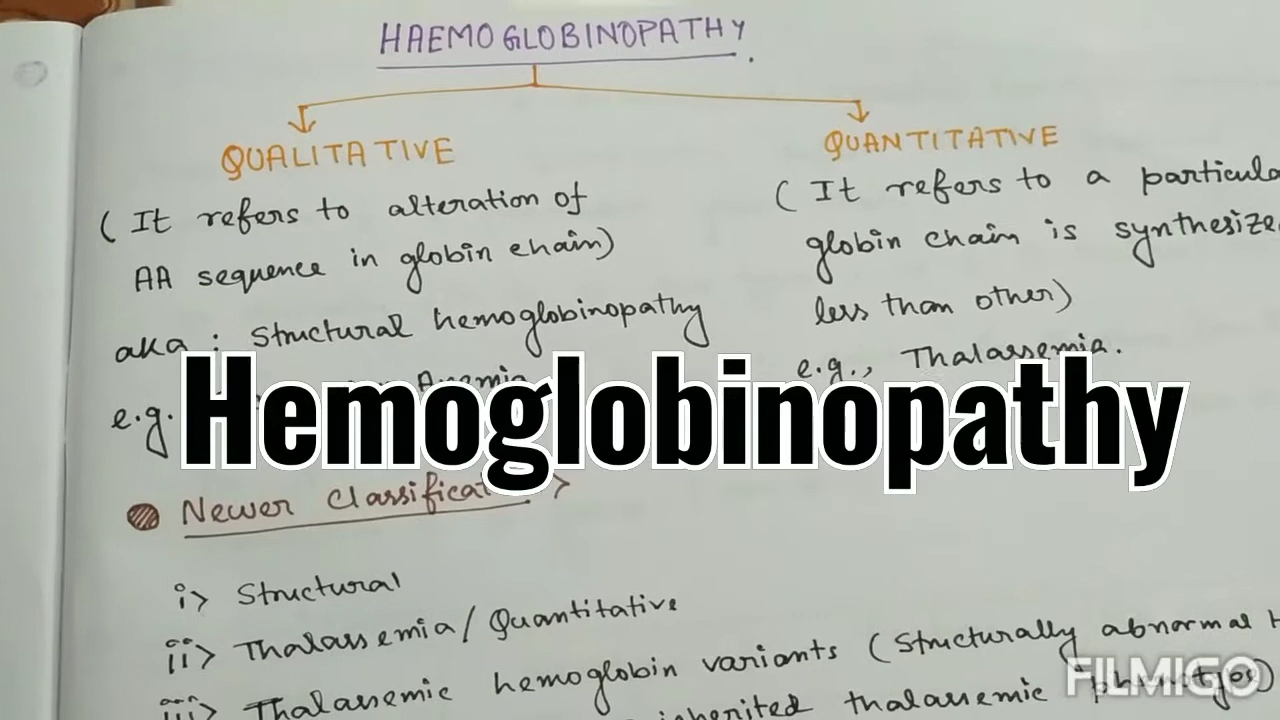 HAEMOGLOBINOPATHY.
QUALITATIVE
(It refers to alteration of
AA sequence in globin chain)
aka : Structural hemoglobinopathy
e.g. Anemia
QUANTITATIVE
(It refers to a
globin chain is
less than other)
e.g., Thalassemia.
Hemoglobinopathy
Newer
i> Structural
ii> Thalassemia/Quantitative
iii> Thalassemic hemoglobin variants (Structurally abnormal
inherited thalassemic phenotype)
FILMIGO